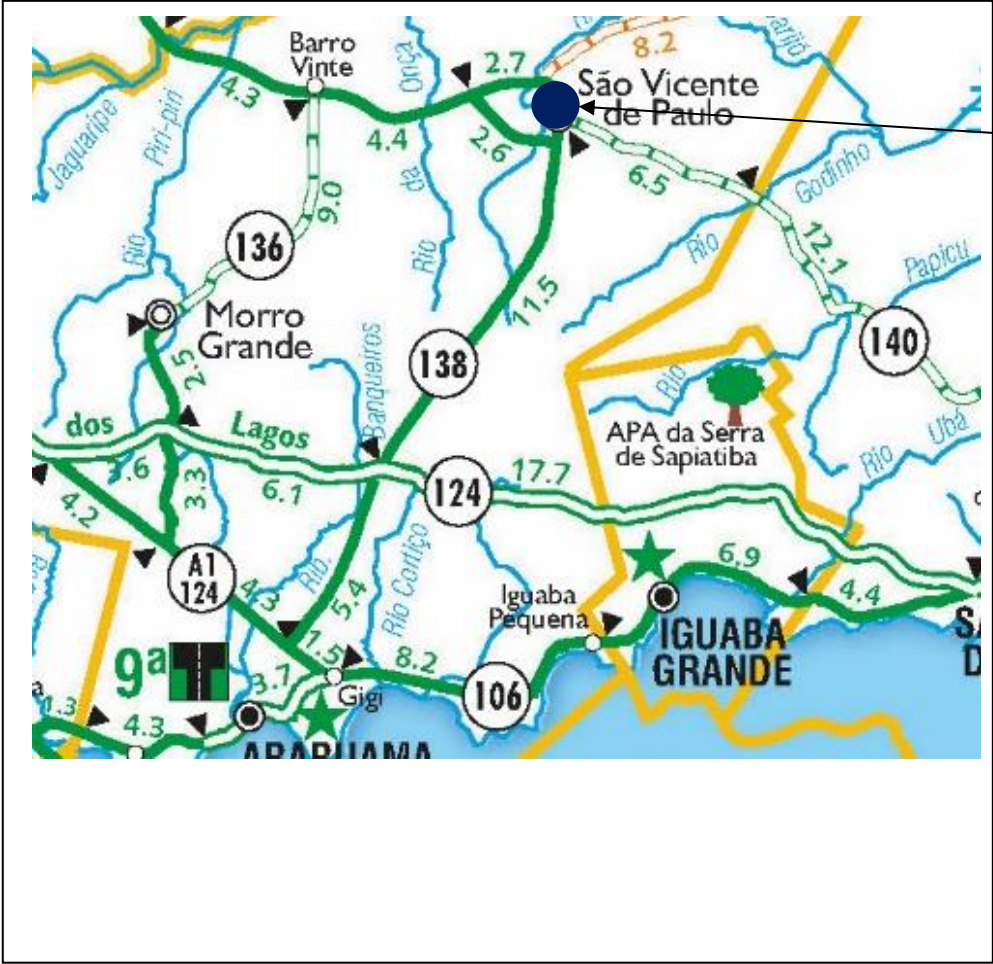 Barro
Vinte
4.3
4.4
2.7
2.6
8.2
São Vicente
de Paulo
6.5
12.1
9.0
Jaguaripe
Rio
Piri-piri
Rio
da
Onça
Rio
Godinho
Papicu
136
Morro
Grande
2.5
138
11.5
Banqueiros
140
Rio
APA da Serra
de Sapiatiba
Rio
Ubá
dos
Lagos
3.6
3.3
6.1
4.2
124
17.7
A1
124
4.3
Rib.
5.4
Rio Cortiço
1.5
Iguaba
Pequena
6.9
4.4
IGUABA
GRANDE
9ª
3.7
Gigi
8.2
106
1.3
4.3
ARARUAMA